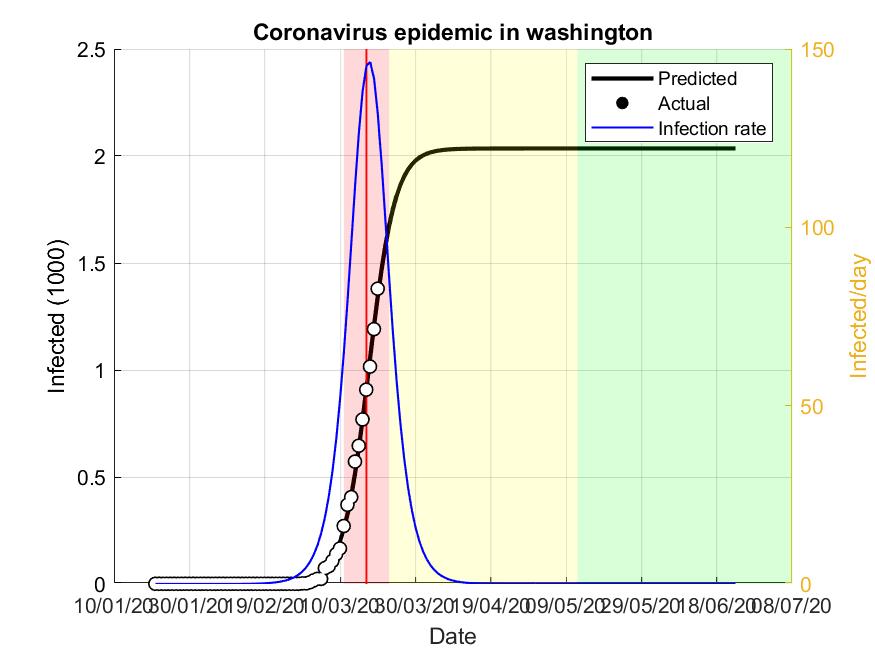 Coronavirus epidemic in washington
2.5
2
1.5
1
0.5
0
Infected (1000)
150
100
50
0
Infected/day
Predicted
Actual
Infection rate
10/01/20 30/01/20 19/02/20 10/03/20 30/03/20 19/04/20 09/05/20 29/05/20 18/06/20 08/07/20
Date